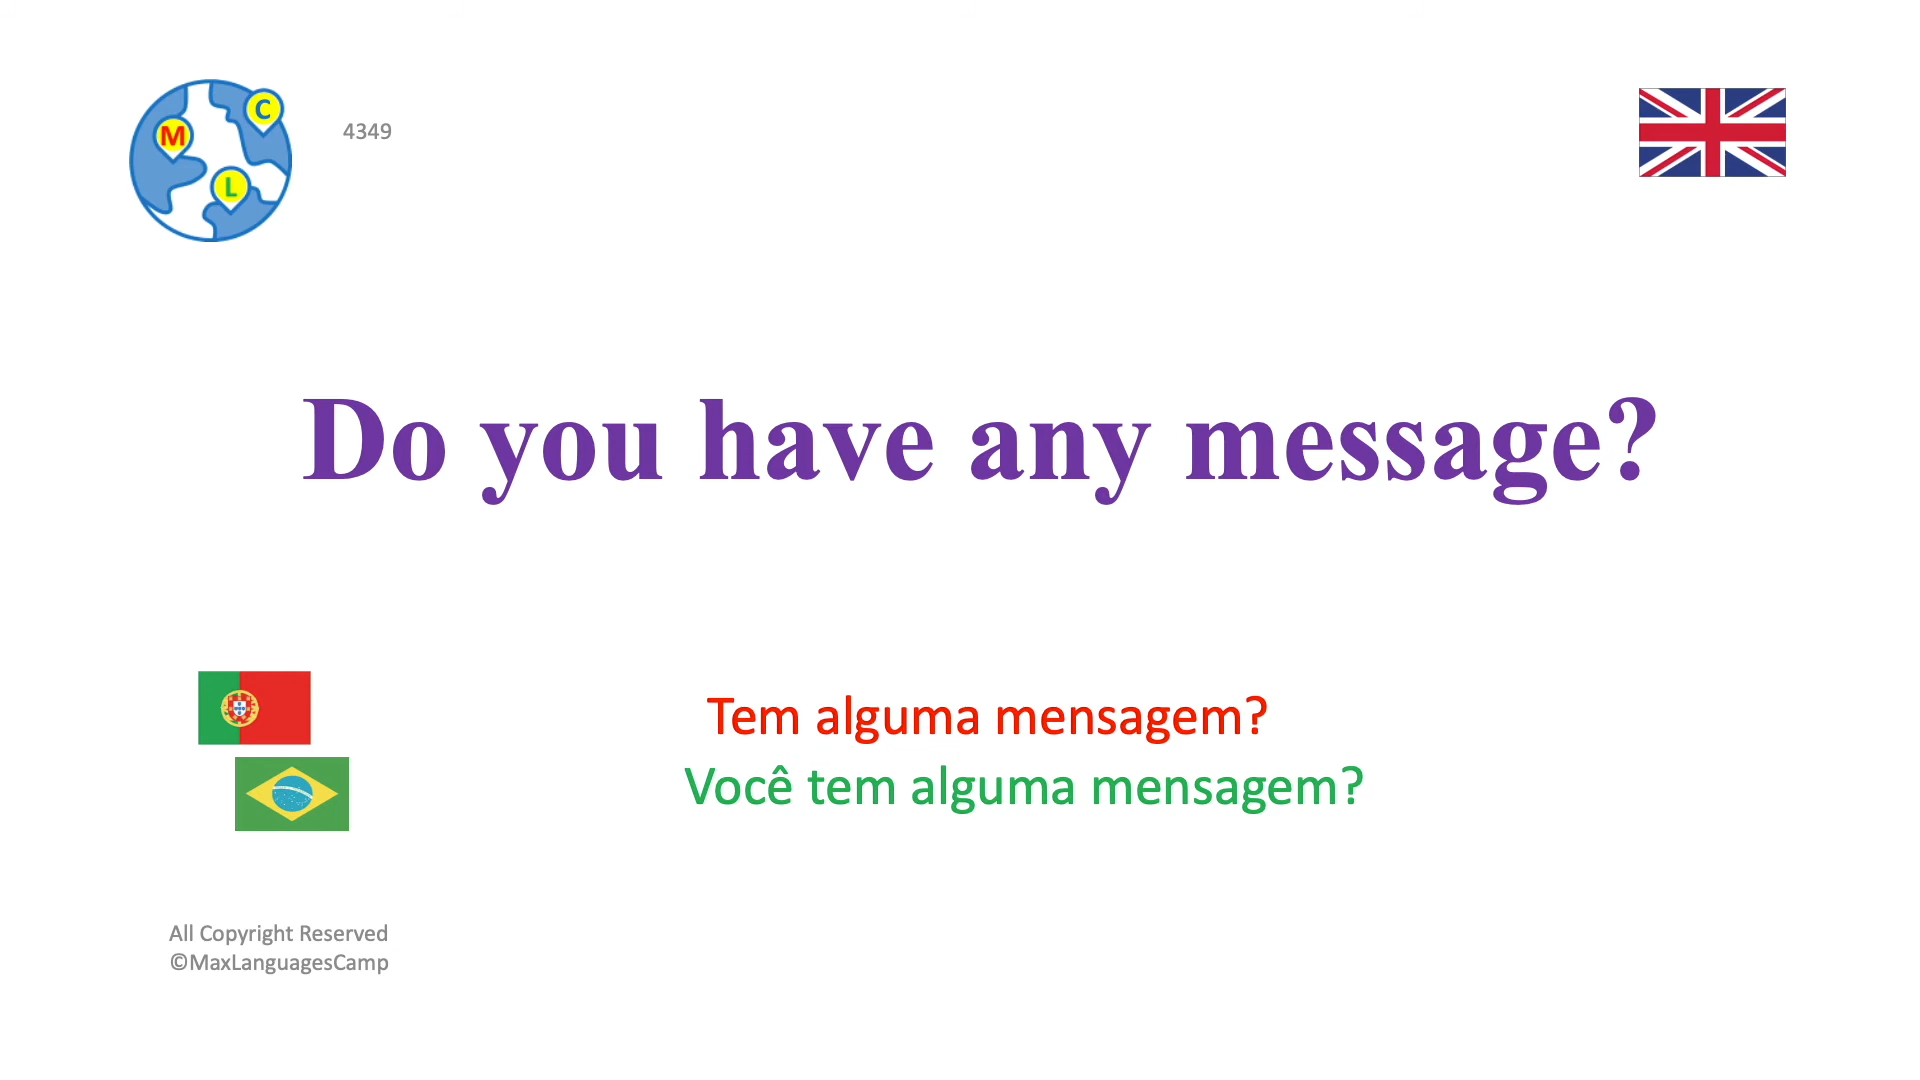 C
M
L
4349
Do you have any message?
Tem alguma mensagem?
Você tem alguma mensagem?
All Copyright Reserved
©MaxLanguagesCamp